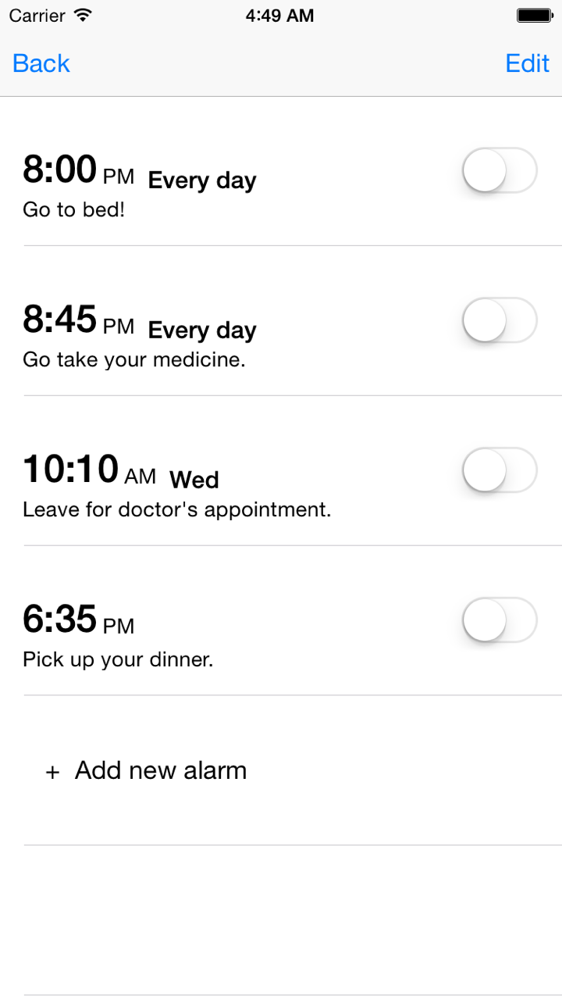 Carrier 4:49 AM
Back Edit
8:00 PM Every day
Go to bed!
8:45 PM Every day
Go take your medicine.
10:10 AM Wed
Leave for doctor's appointment.
6:35 PM
Pick up your dinner.
+ Add new alarm